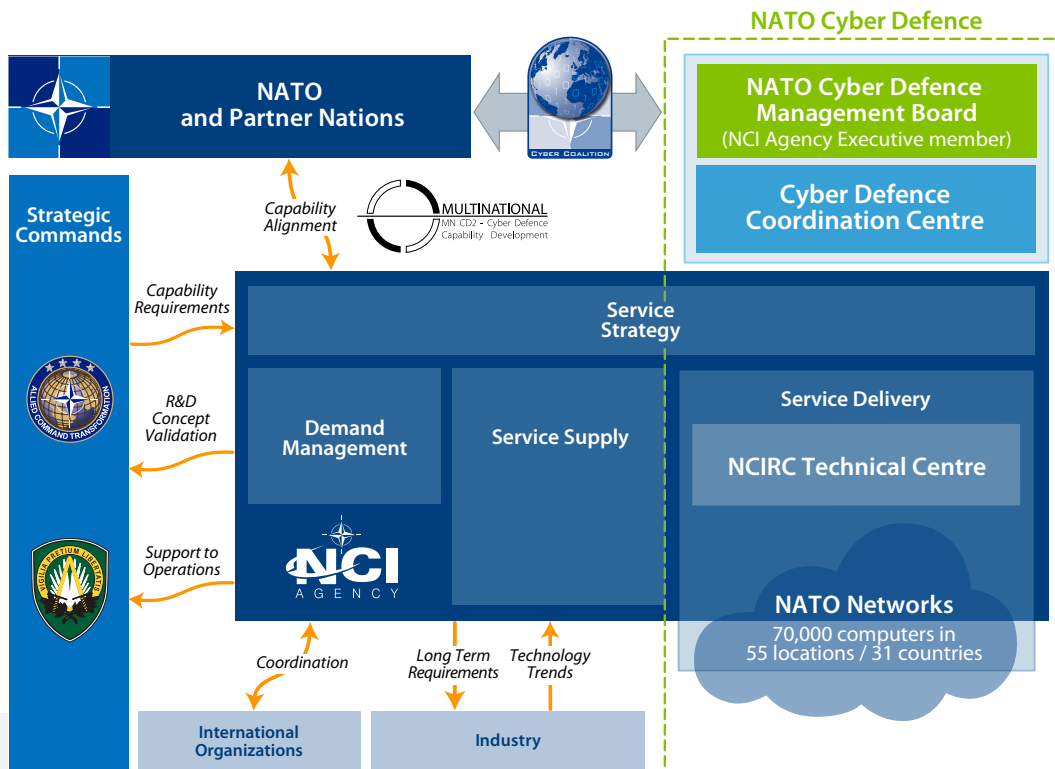 NATO Cyber Defence
NATO
and Partner Nations
CYBER COALITION
NATO Cyber Defence
Management Board
(NCI Agency Executive member)
Cyber Defence
Coordination Centre
Strategic
Commands
Capability
Alignment
MULTINATIONAL
MN CD2 – Cyber Defence
Capability Development
Capability
Requirements
Service
Strategy
ALLIED COMMAND TRANSFORMATION
R&D
Concept
Validation
Demand
Management
Service Supply
Service Delivery
NCIRC Technical Centre
VIGILIA PRETIUM LIBERTATIS
Support to
Operations
NCI
AGENCY
NATO Networks
70,000 computers in
55 locations / 31 countries
Coordination
Long Term
Requirements
Technology
Trends
International
Organizations
Industry